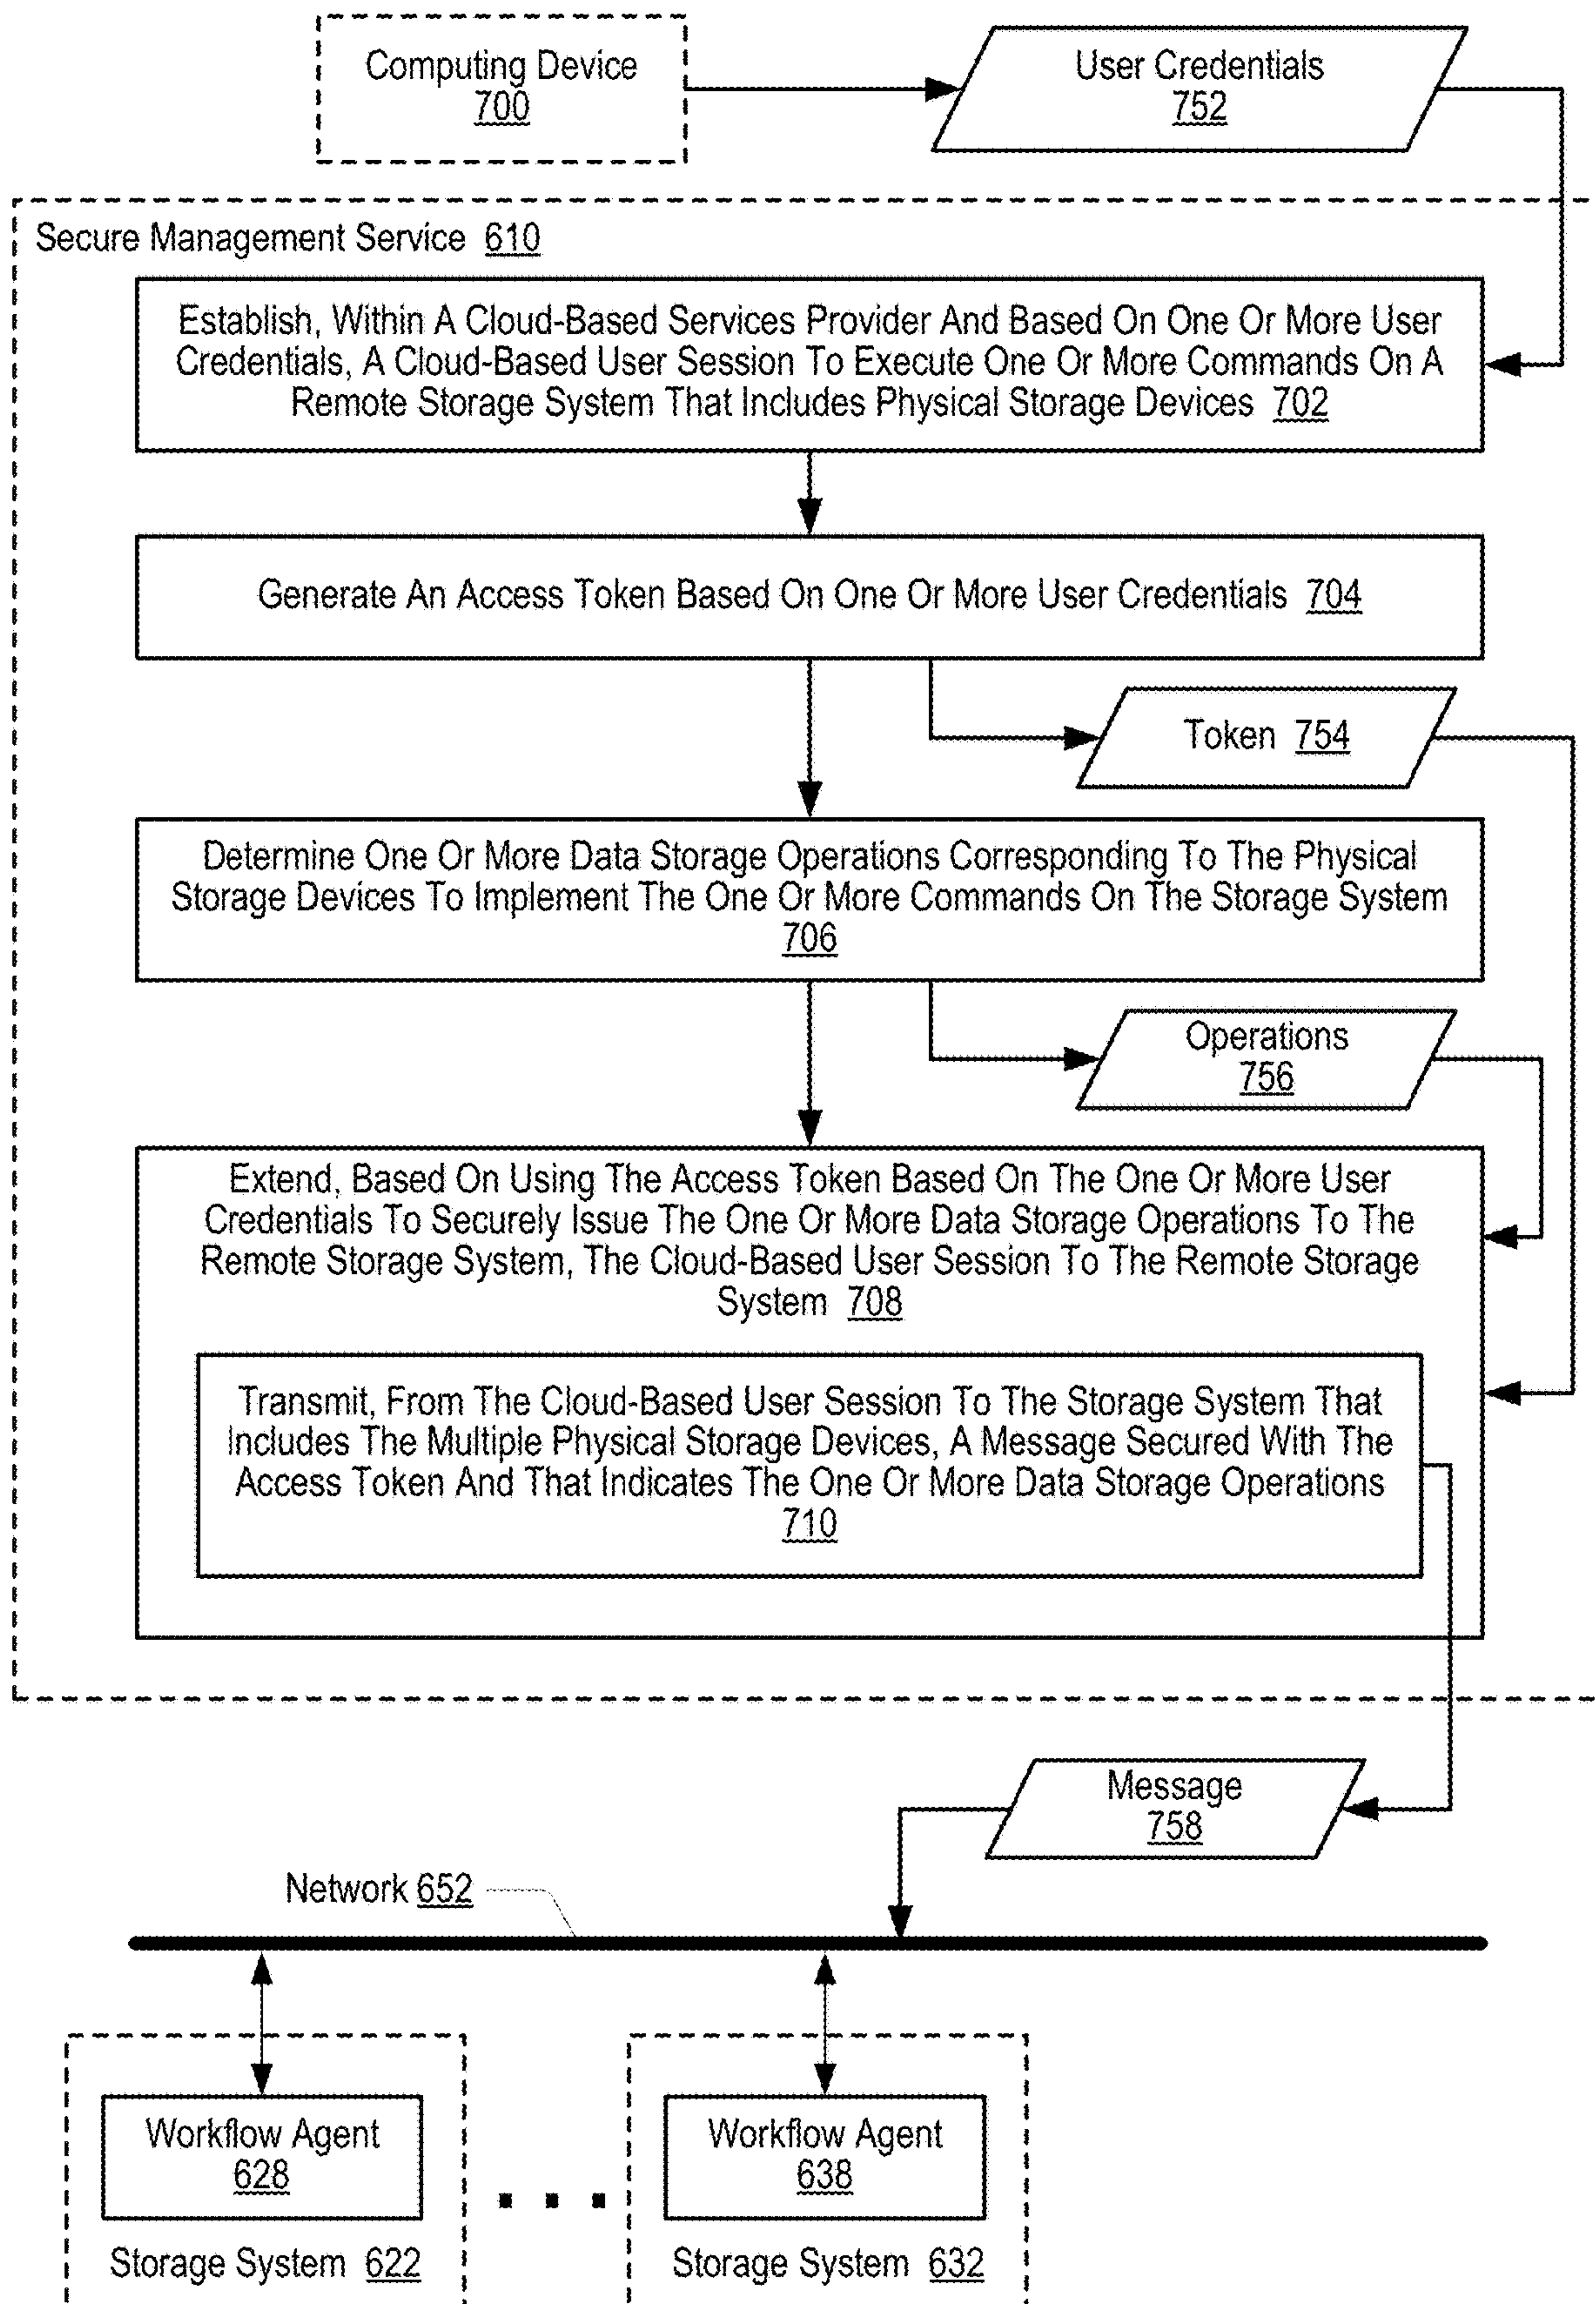 Computing Device
700
User Credentials
752
Secure Management Service 610
Establish, Within A Cloud-Based Services Provider And Based On One Or More User
Credentials, A Cloud-Based User Session To Execute One Or More Commands On A
Remote Storage System That Includes Physical Storage Devices 702
Generate An Access Token Based On One Or More User Credentials 704
Token 754
Determine One Or More Data Storage Operations Corresponding To The Physical
Storage Devices To Implement The One Or More Commands On The Storage System
706
Operations
756
Extend, Based On Using The Access Token Based On The One Or More User
Credentials To Securely Issue The One Or More Data Storage Operations To The
Remote Storage System, The Cloud-Based User Session To The Remote Storage
System 708
Transmit, From The Cloud-Based User Session To The Storage System That
Includes The Multiple Physical Storage Devices, A Message Secured With The
Access Token And That Indicates The One Or More Data Storage Operations
710
Message
758
Network 652
Workflow Agent
628
Storage System 622
Workflow Agent
638
Storage System 632